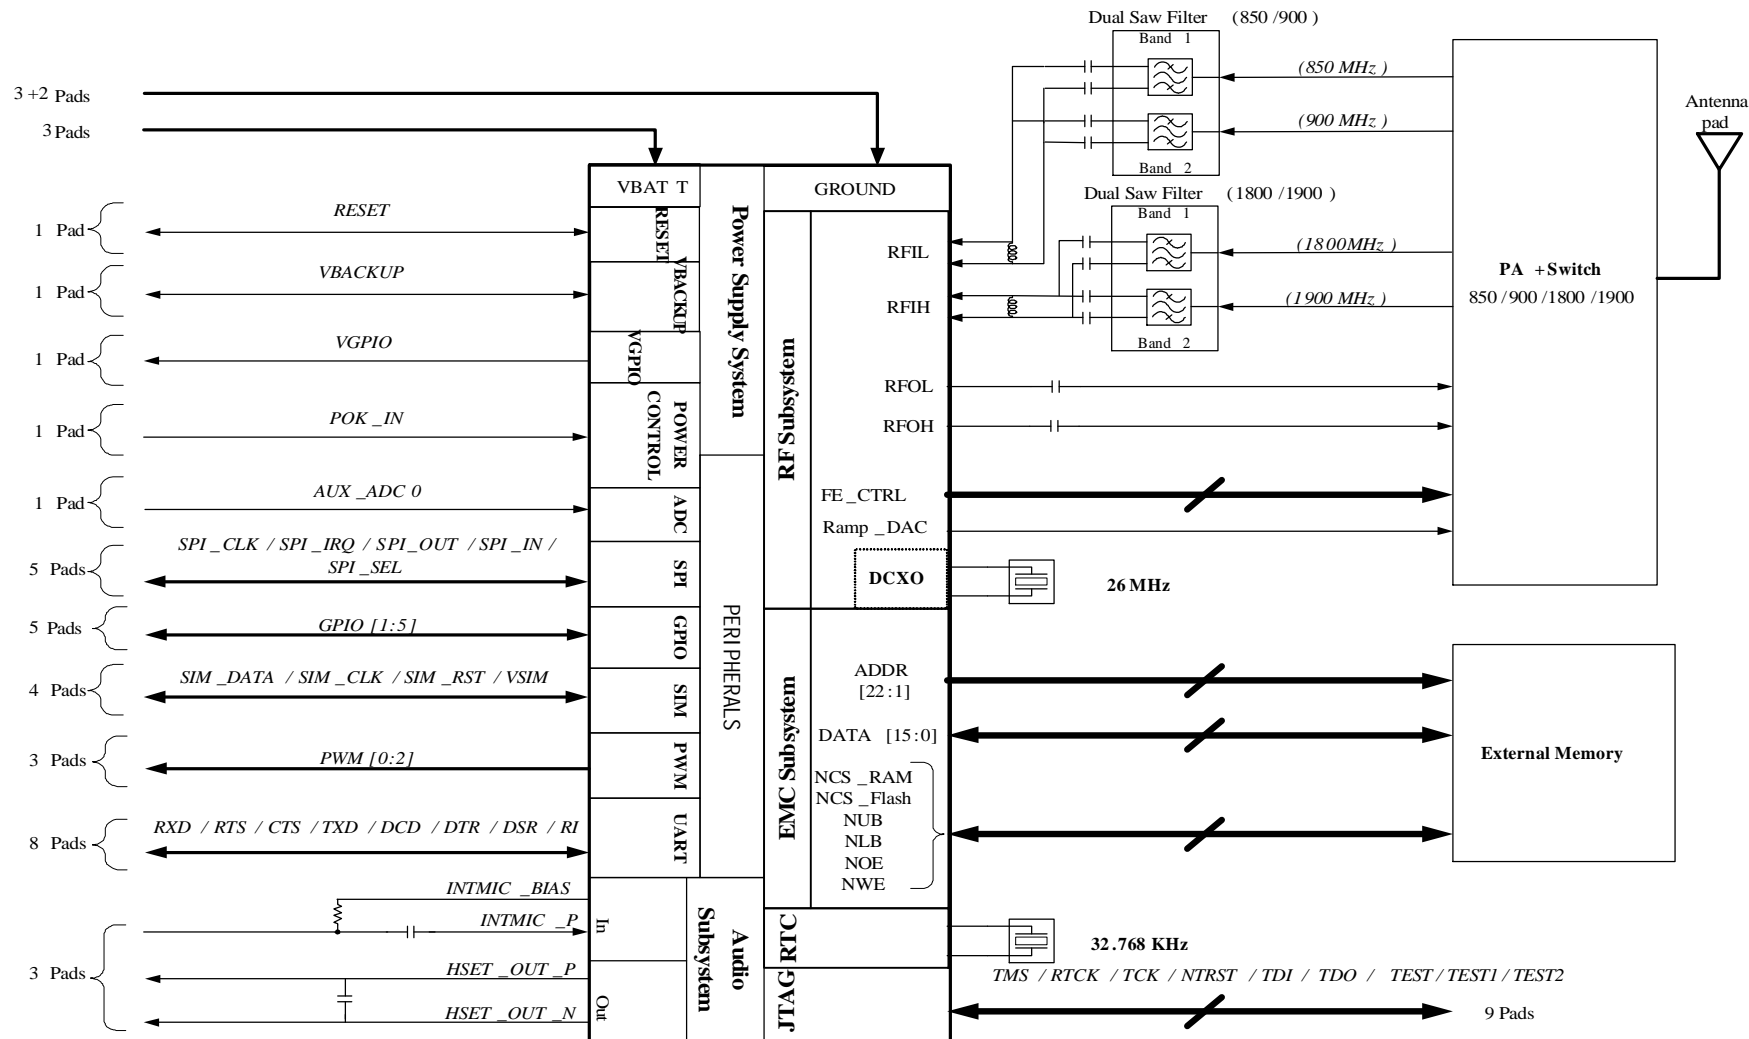 Dual Saw Filter (850 /900 )
Band 1
(850 MHz )
(900 MHz )
Band 2
Dual Saw Filter (1800 /1900 )
Band 1
(1800MHz )
(1900 MHz )
Band 2
PA +Switch
850 /900 /1800 /1900
Antenna
pad
3 +2 Pads
3 Pads
VBAT T
GROUND
1 Pad
RESET
RESET
1 Pad
VBACKUP
VBACKUP
1 Pad
VGPIO
VGPIO
1 Pad
POK _IN
POWER
CONTROL
1 Pad
AUX _ADC 0
ADC
5 Pads
SPI _CLK / SPI _IRQ / SPI_OUT / SPI _IN /
SPI _SEL
SPI
5 Pads
GPIO [1:5]
GPIO
4 Pads
SIM _DATA / SIM _CLK / SIM _RST / VSIM
SIM
3 Pads
PWM [0:2]
PWM
8 Pads
RXD / RTS / CTS / TXD / DCD / DTR / DSR / RI
UART
3 Pads
INTMIC _BIAS
INTMIC _P
In
HSET _OUT _P
HSET _OUT _N
Out
Power Supply System
PERIPHERALS
Audio
Subsystem
RF Subsystem
RFIL
RFIH
RFOL
RFOH
FE _CTRL
Ramp _DAC
DCXO
26 MHz
EMC Subsystem
ADDR
[22:1]
DATA [15:0]
NCS _RAM
NCS _Flash
NUB
NLB
NOE
NWE
External Memory
RTC
32.768 KHz
JTAG
TMS / RTCK / TCK / NTRST / TDI / TDO / TEST / TEST1 / TEST2
9 Pads